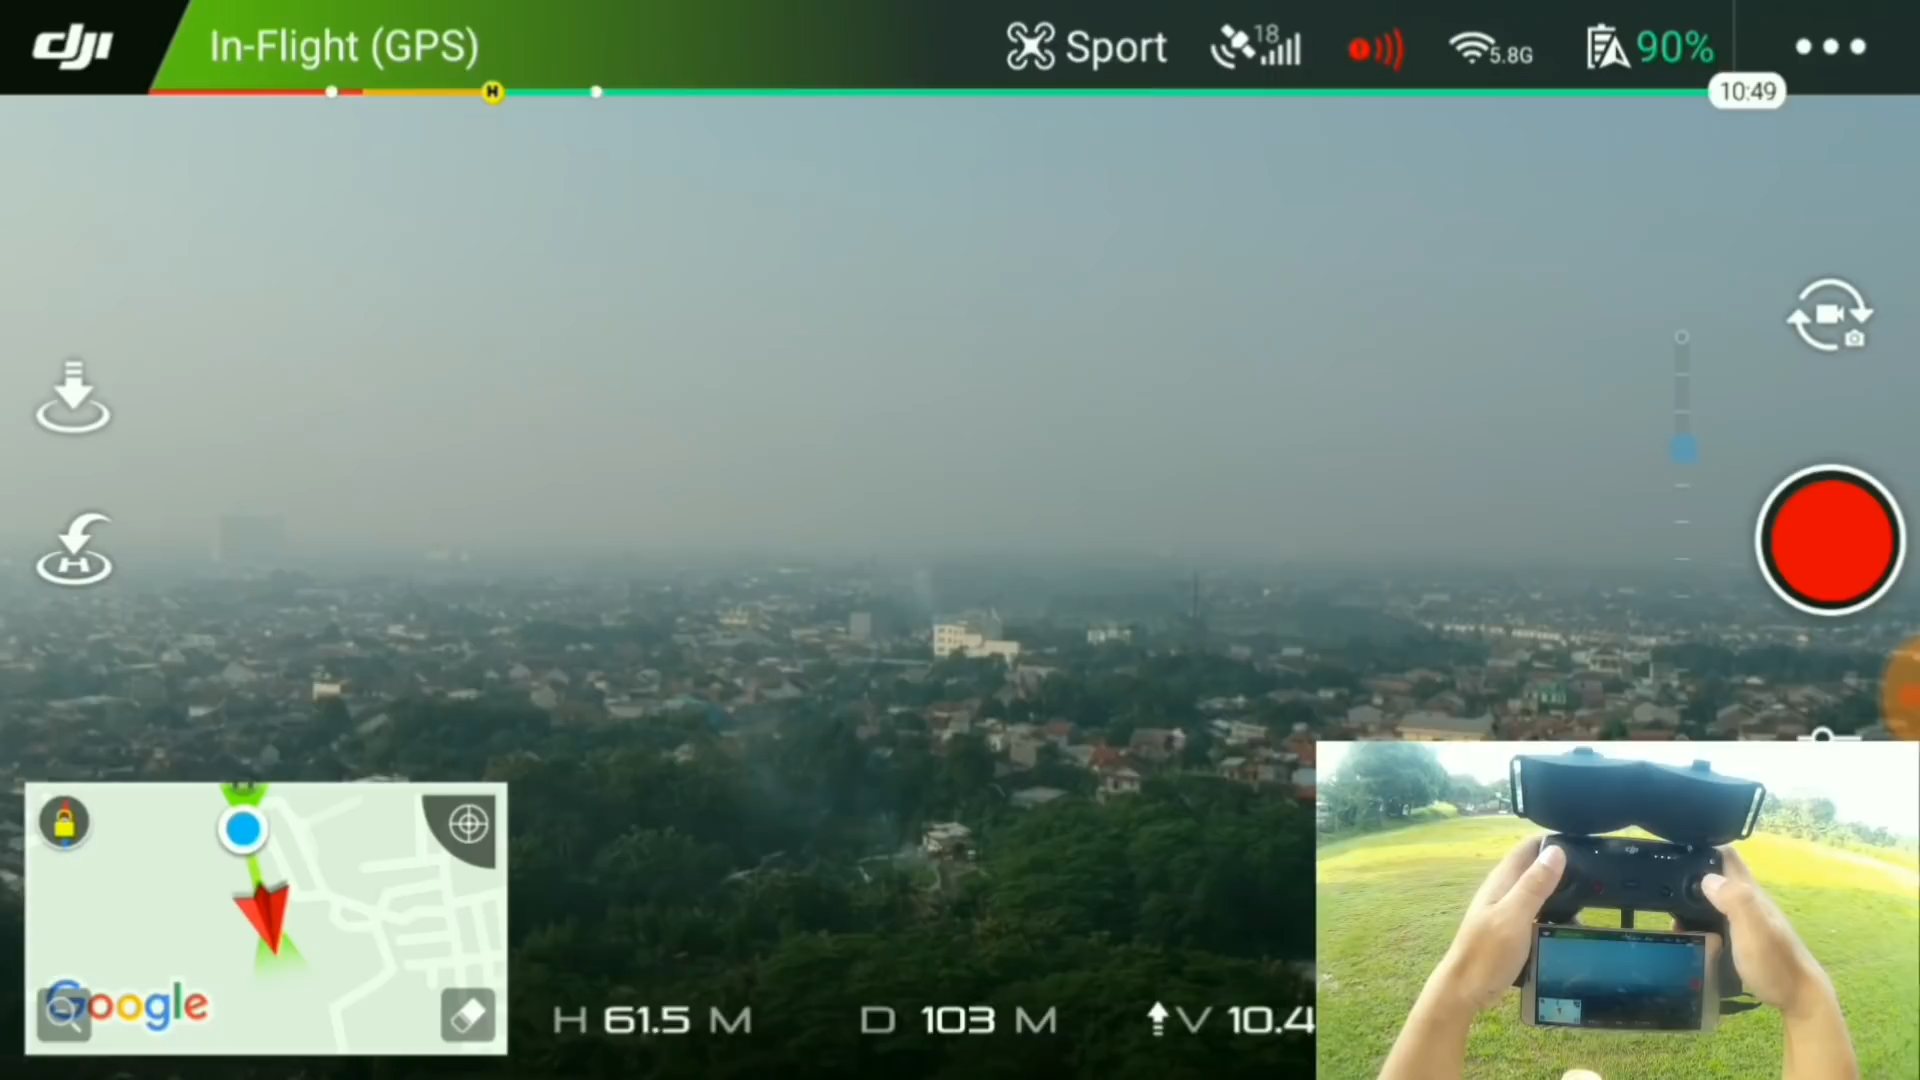 dji
In-Flight (GPS)
Sport
18
5.8G
90%
H
10:49
H
Google
H 61.5 M
D 103 M
V 10.4